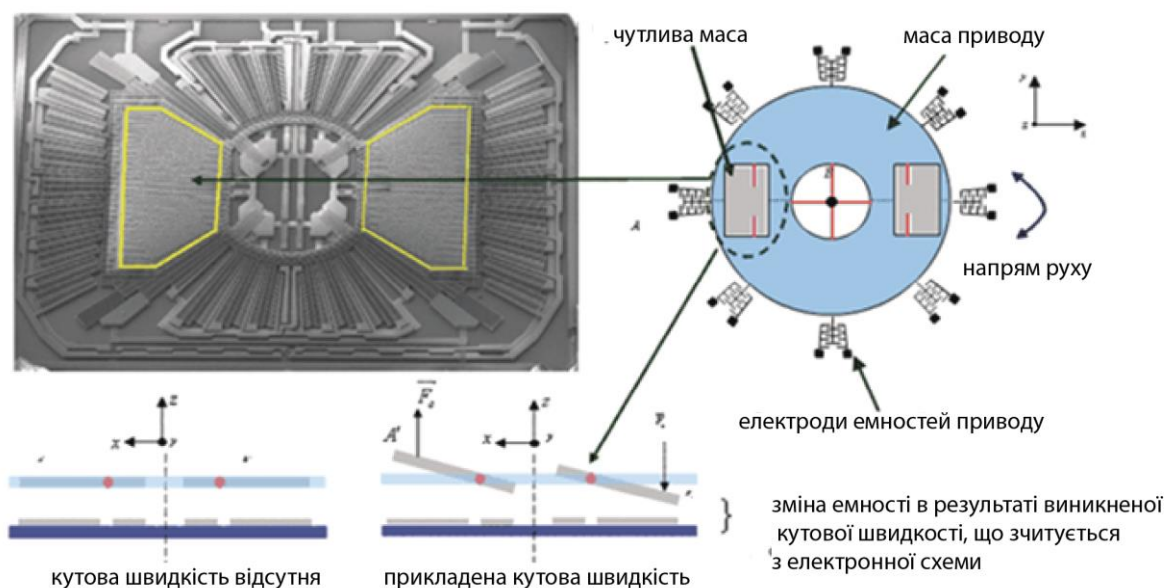 чутлива маса
маса приводу
y
z
x
A
напрям руху
електроди емностей приводу
z
x
y
A'
z
x
y
зміна емності в результаті виникненої
кутової швидкості, що зчитується
з електронної схеми
кутова швидкість відсутня
прикладена кутова швидкість